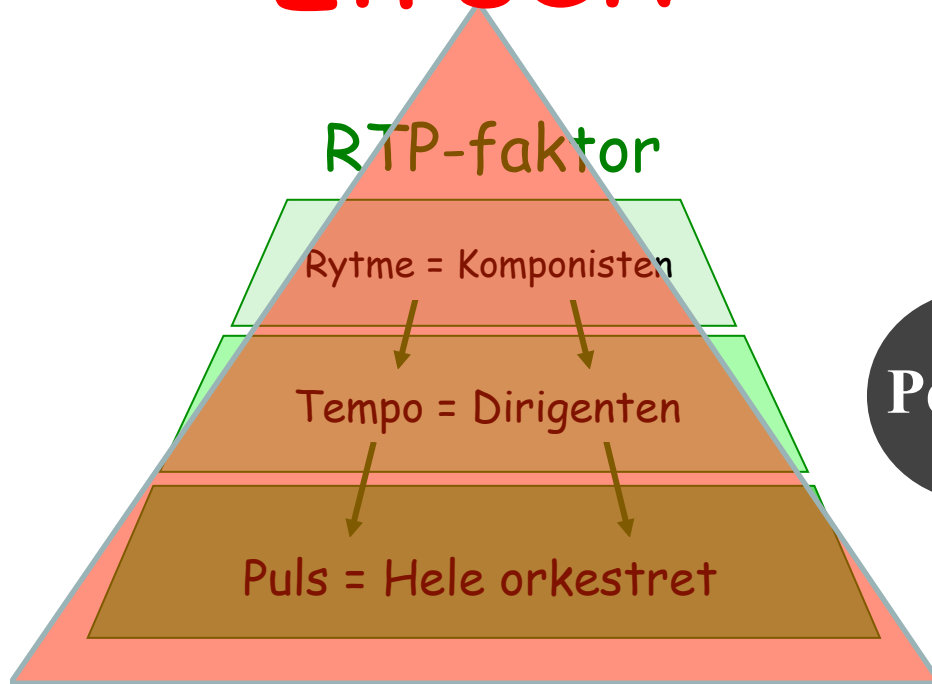 RTP-faktor
Rytme = Komponisten
Tempo = Dirigenten
Puls = Hele orkestret